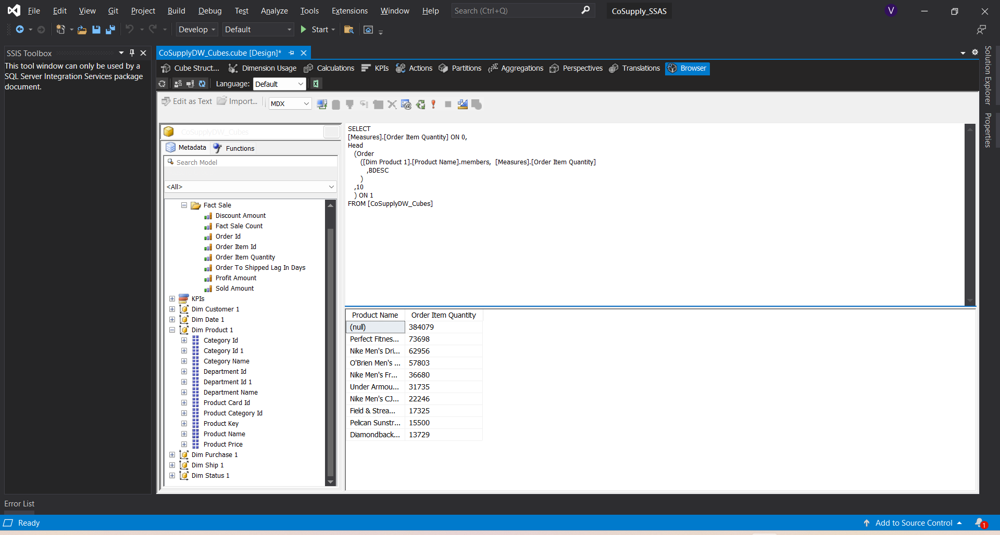 File Edit View Git Project Build Debug Test Analyze Tools Extensions Window Help Search (Ctrl+Q) CoSupply_SSAS V
Develop Default Start
SSIS Toolbox
This tool window can only be used by a
SQL Server Integration Services package
document.
CoSupplyDW_Cubes.cube [Design]*
Cube Struct... Dimension Usage Calculations KPIs Actions Partitions Aggregations Perspectives Translations Browser
Language: Default
Edit as Text Import... MDX
CoSupplyDW_Cubes
Metadata Functions
Search Model
<All>
Fact Sale
Discount Amount
Fact Sale Count
Order Id
Order Item Id
Order Item Quantity
Order To Shipped Lag In Days
Profit Amount
Sold Amount
KPIs
Dim Customer 1
Dim Date 1
Dim Product 1
Category Id
Category Id 1
Category Name
Department Id
Department Id 1
Department Name
Product Card Id
Product Category Id
Product Key
Product Name
Product Price
Dim Purchase 1
Dim Ship 1
Dim Status 1
SELECT
[Measures].[Order Item Quantity] ON 0,
Head
(Order
([Dim Product 1].[Product Name].members, [Measures].[Order Item Quantity]
,BDESC
)
,10
) ON 1
FROM [CoSupplyDW_Cubes]
Product Name Order Item Quantity
(null) 384079
Perfect Fitnes... 73698
Nike Men's Dri... 62956
O'Brien Men's ... 57803
Nike Men's Fr... 36680
Under Armou... 31735
Nike Men's CJ... 22246
Field & Strea... 17325
Pelican Sunstr... 15500
Diamondback... 13729
Solution Explorer
Properties
Error List
Ready Add to Source Control 1